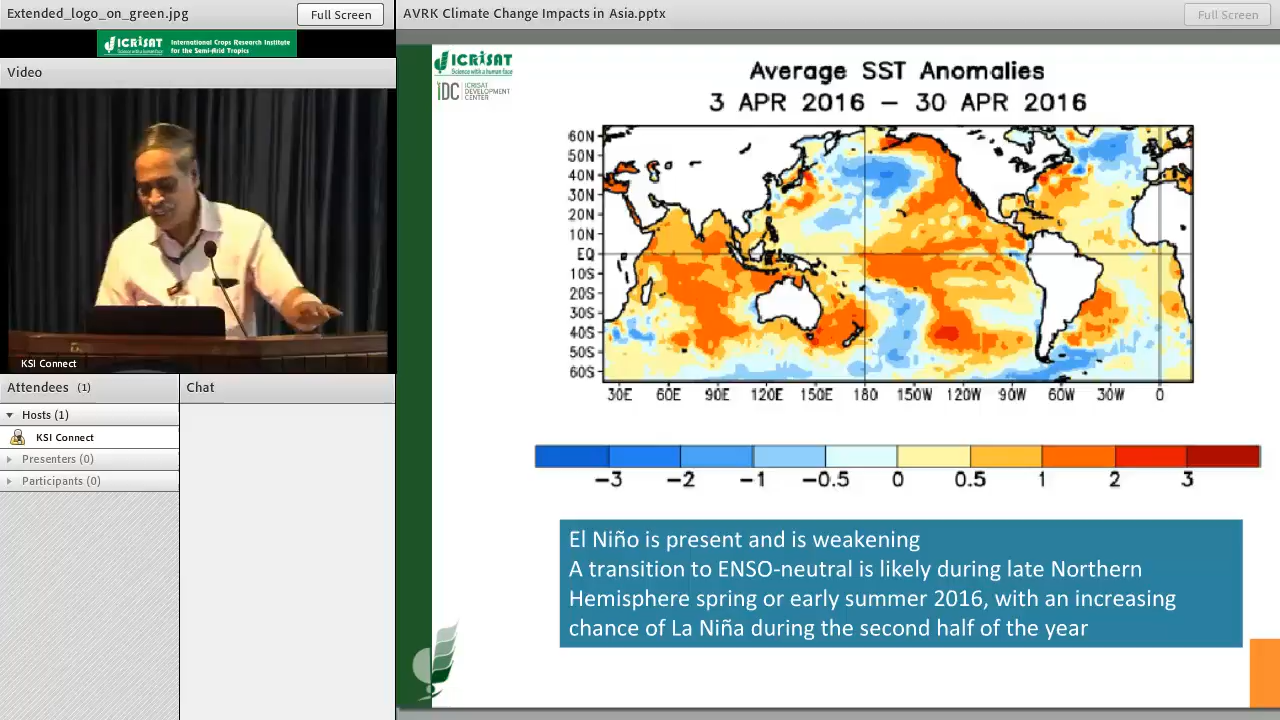 Extended_logo_on_green.jpg
Full Screen
ICRISAT
Science with a human face
International Crops Research Institute
for the Semi-Arid Tropics
Video
KSI Connect
Attendees (1)
Hosts (1)
KSI Connect
Presenters (0)
Participants (0)
Chat
AVRK Climate Change Impacts in Asia.pptx
Full Screen
ICRISAT
Science with a human face
IDC
ICRISAT
DEVELOPMENT
CENTER
Average SST Anomalies
3 APR 2016 – 30 APR 2016
60N
50N
40N
30N
20N
10N
EQ
10S
20S
30S
40S
50S
60S
30E 60E 90E 120E 150E 180 150W 120W 90W 60W 30W 0
−3 −2 −1 −0.5 0 0.5 1 2 3
El Niño is present and is weakening
A transition to ENSO-neutral is likely during late Northern
Hemisphere spring or early summer 2016, with an increasing
chance of La Niña during the second half of the year